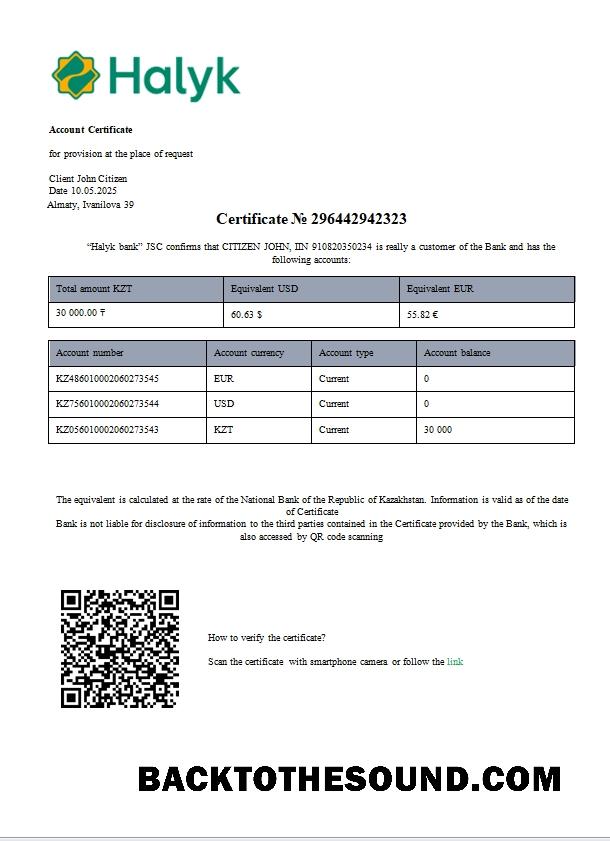 Halyk
Account Certificate
for provision at the place of request
Client John Citizen
Date 10.05.2025
Almaty, Ivanilova 39
Certificate № 296442942323
“Halyk bank” JSC confirms that CITIZEN JOHN, IIN 910820350234 is really a customer of the Bank and has the
following accounts:
Total amount KZT Equivalent USD Equivalent EUR
30 000.00 ₸ 60.63 $ 55.82 €
Account number Account currency Account type Account balance
KZ486010002060273545 EUR Current 0
KZ756010002060273544 USD Current 0
KZ056010002060273543 KZT Current 30 000
The equivalent is calculated at the rate of the National Bank of the Republic of Kazakhstan. Information is valid as of the date
of Certificate
Bank is not liable for disclosure of information to the third parties contained in the Certificate provided by the Bank, which is
also accessed by QR code scanning
How to verify the certificate?
Scan the certificate with smartphone camera or follow the link
BACKTOTHESOUND.COM